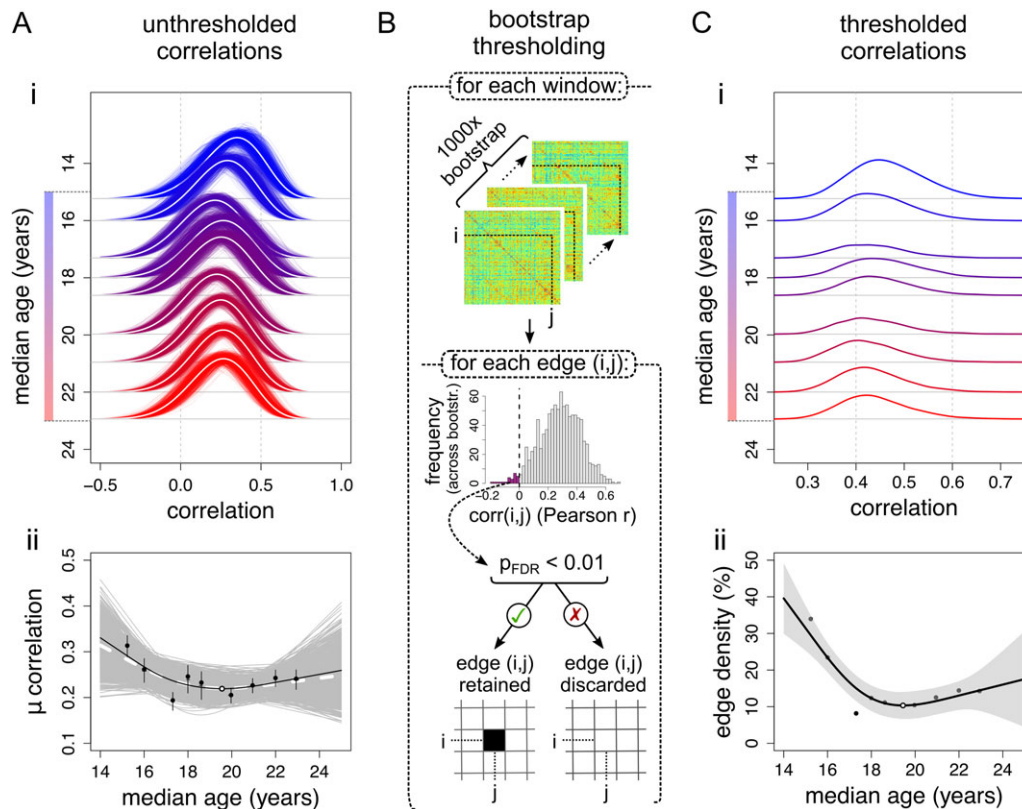 A
unthresholded
correlations
i
median age (years)
14
16
18
20
22
24
−0.5
0.0
0.5
1.0
correlation
ii
μ correlation
0.5
0.4
0.3
0.2
0.1
14
16
18
20
22
24
median age (years)
B
bootstrap
thresholding
for each window:
1000x
bootstrap
i
j
for each edge (i,j):
frequency
(across bootstr.)
60
40
20
0
-0.2
0
0.2
0.4
0.6
corr(i,j) (Pearson r)
pFDR < 0.01
✓
✗
edge (i,j)
retained
edge (i,j)
discarded
i
j
i
j
C
thresholded
correlations
i
median age (years)
14
16
18
20
22
24
0.3
0.4
0.5
0.6
0.7
correlation
ii
edge density (%)
50
40
30
20
10
0
14
16
18
20
22
24
median age (years)